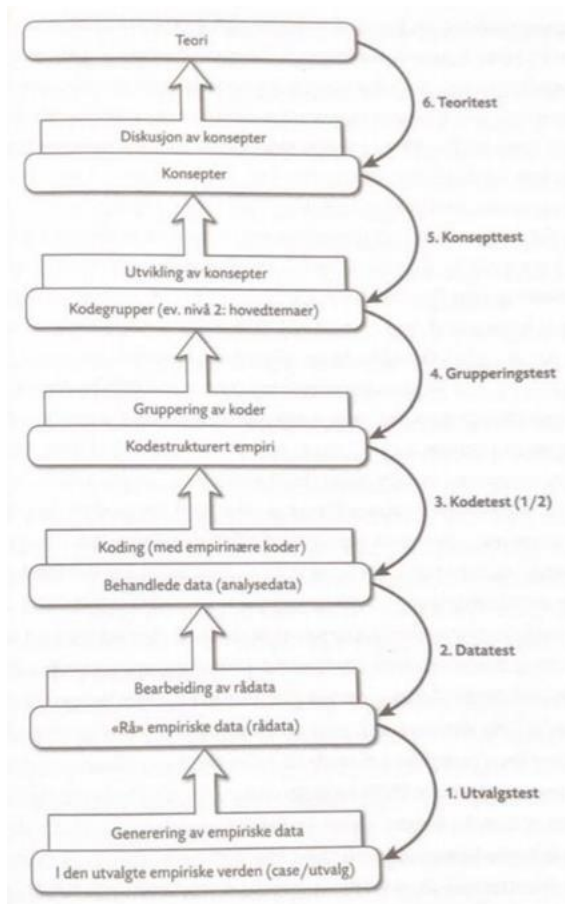 Teori
6. Teoritest
Diskusjon av konsepter
Konsepter
5. Konsepttest
Utvikling av konsepter
Kodegrupper (ev. nivå 2: hovedtemaer)
4. Grupperingstest
Gruppering av koder
Kodestrukturert empiri
3. Kodetest (1/2)
Koding (med empirinære koder)
Behandlede data (analysedata)
2. Datatest
Bearbeiding av rådata
«Rå» empiriske data (rådata)
1. Utvalgstest
Generering av empiriske data
I den utvalgte empiriske verden (case/utvalg)